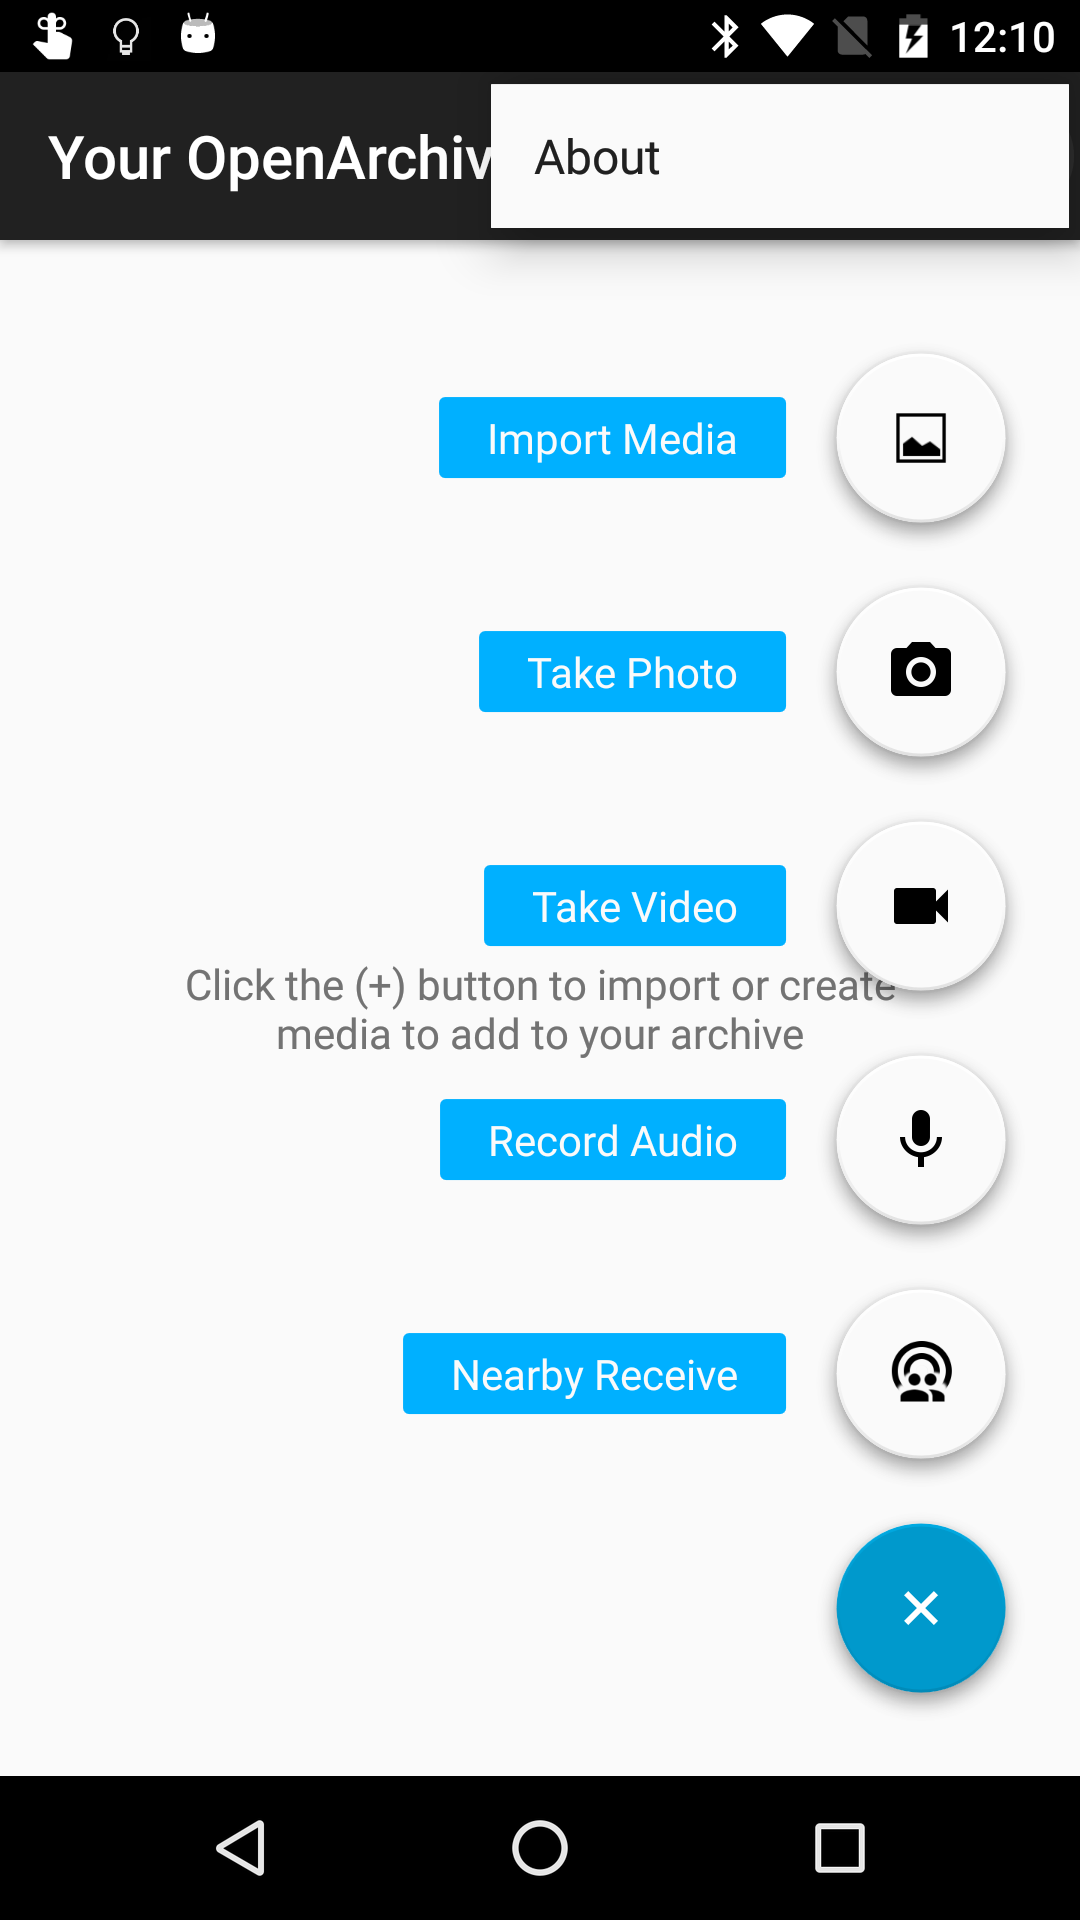 12:10
Your OpenArchiv
About
Import Media
Take Photo
Take Video
Click the (+) button to import or create
media to add to your archive
Record Audio
Nearby Receive